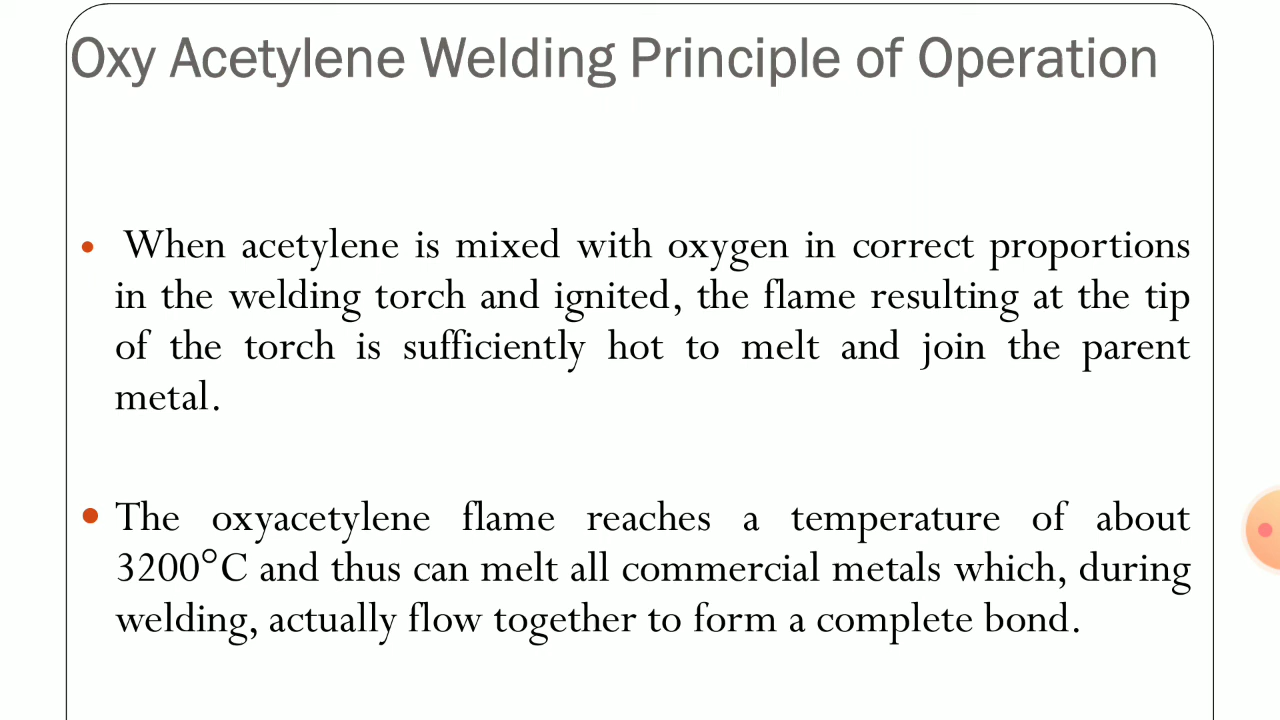 Oxy Acetylene Welding Principle of Operation
• When acetylene is mixed with oxygen in correct proportions
in the welding torch and ignited, the flame resulting at the tip
of the torch is sufficiently hot to melt and join the parent
metal.
• The oxyacetylene flame reaches a temperature of about
3200°C and thus can melt all commercial metals which, during
welding, actually flow together to form a complete bond.